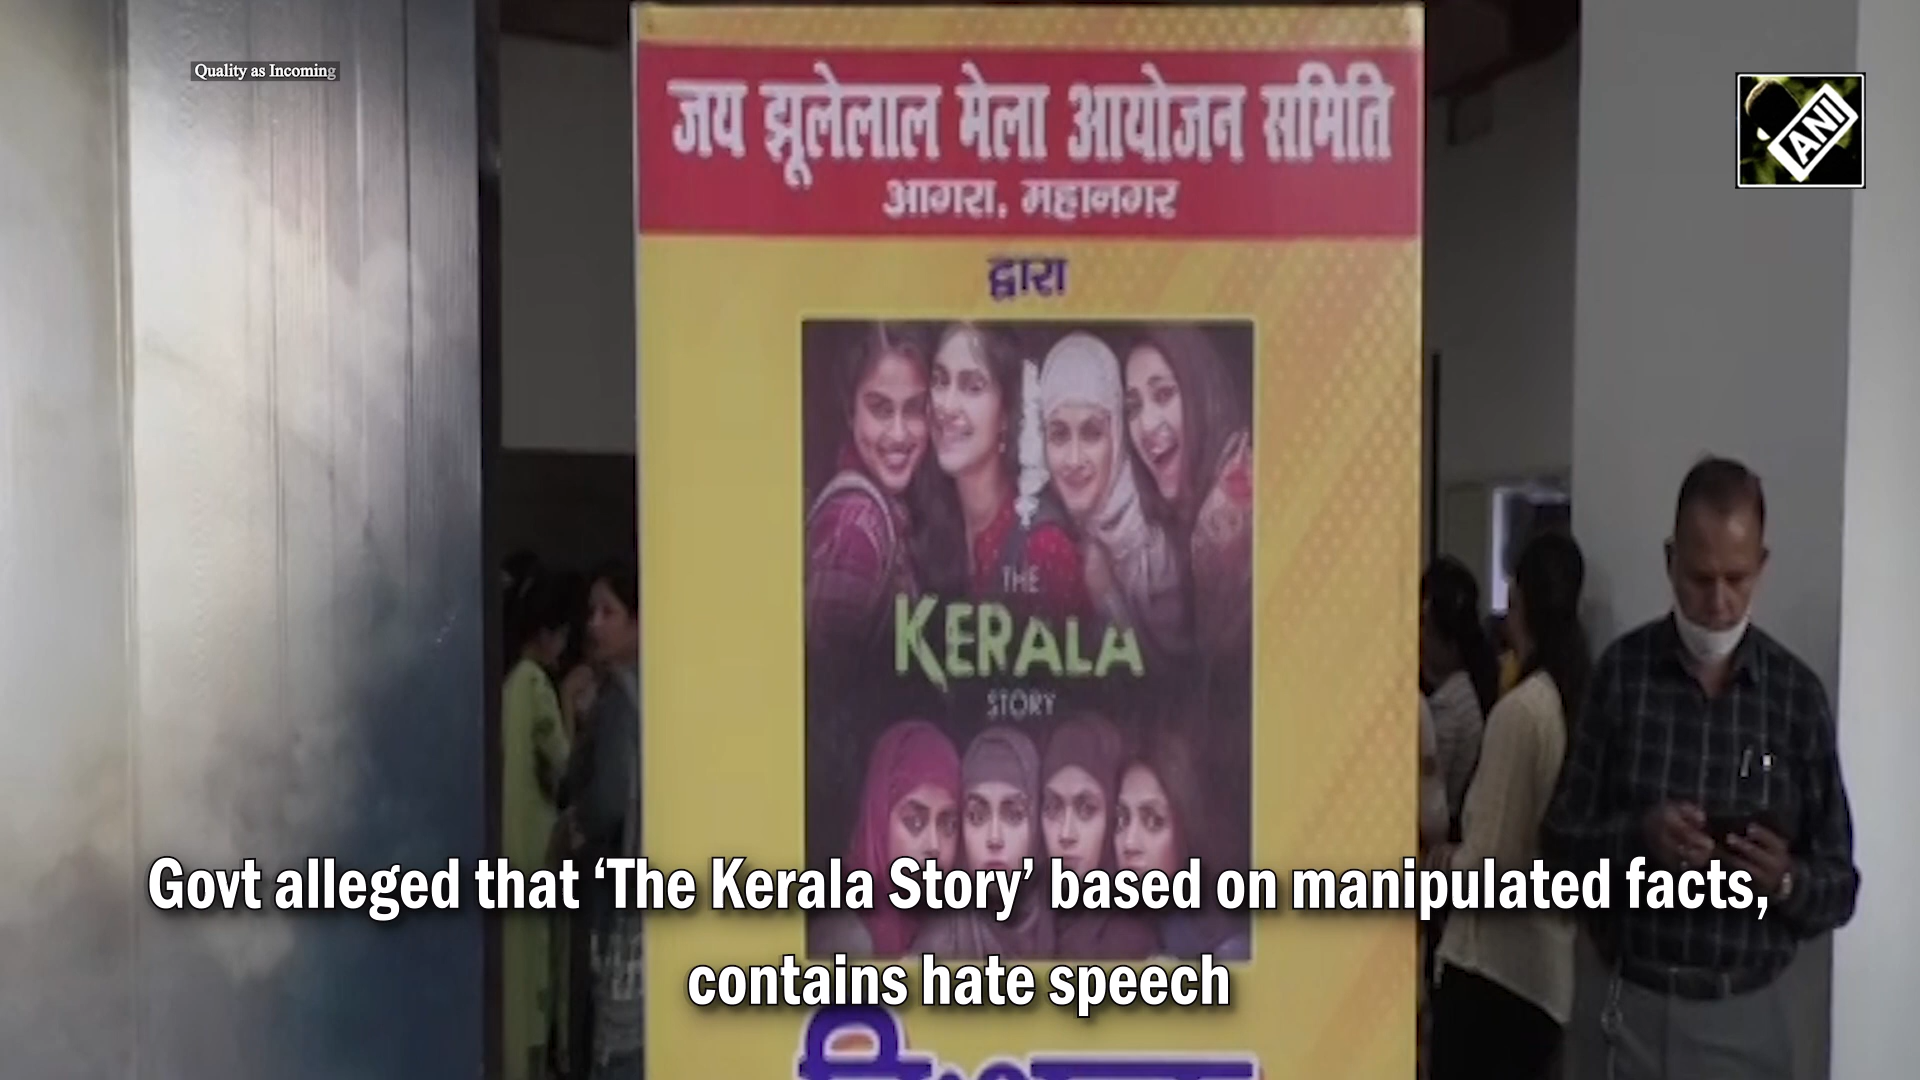 Quality as Incoming
ANI
जय झूलेलाल मेला आयोजन समिति
आगरा, महानगर
द्वारा
THE
KERALA
STORY
Govt alleged that ‘The Kerala Story’ based on manipulated facts,
contains hate speech